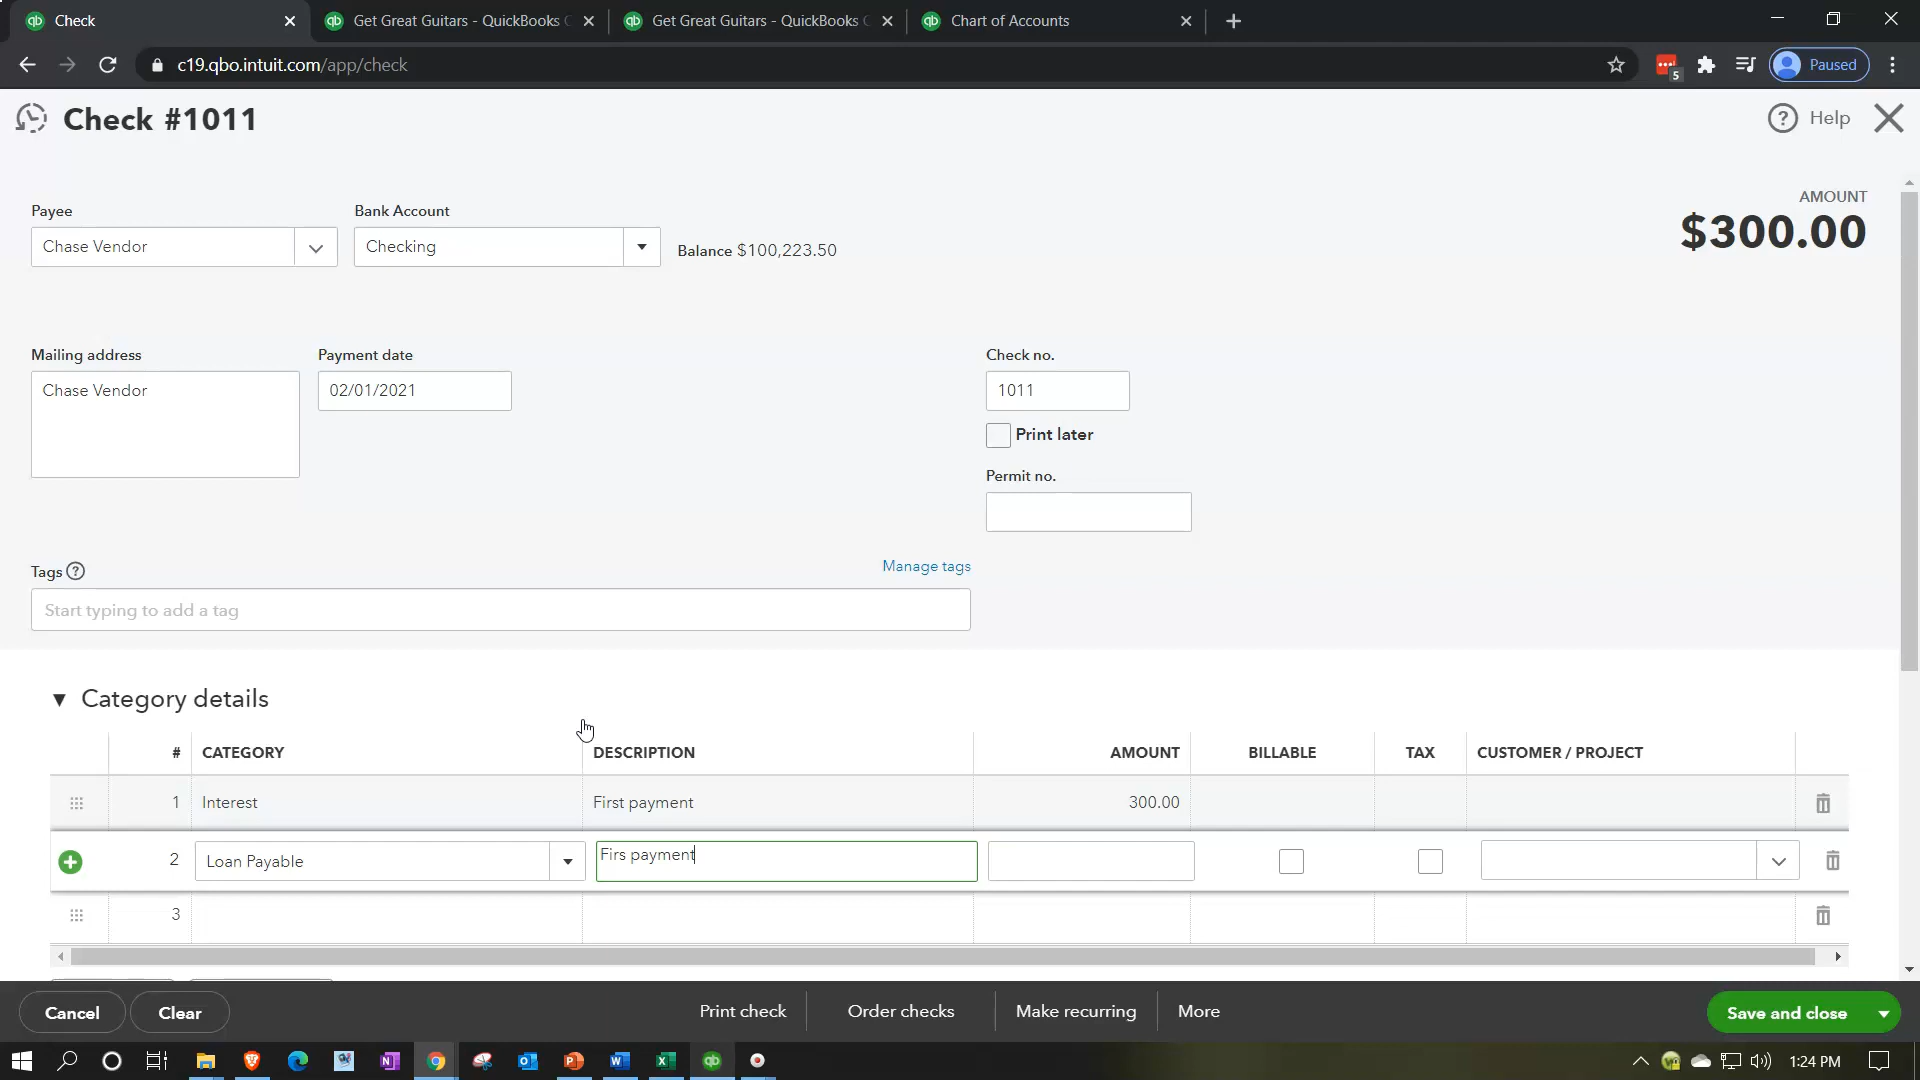 Check
Get Great Guitars - QuickBooks
Get Great Guitars - QuickBooks
Chart of Accounts
c19.qbo.intuit.com/app/check
5
Paused
Check #1011
Help
AMOUNT
$300.00
Payee
Bank Account
Chase Vendor
Checking
Balance $100,223.50
Mailing address
Payment date
Check no.
Chase Vendor
02/01/2021
1011
Print later
Permit no.
Tags
Manage tags
Start typing to add a tag
Category details
# CATEGORY DESCRIPTION AMOUNT BILLABLE TAX CUSTOMER / PROJECT
1 Interest First payment 300.00
2 Loan Payable Firs payment
3
Cancel
Clear
Print check
Order checks
Make recurring
More
Save and close
1:24 PM